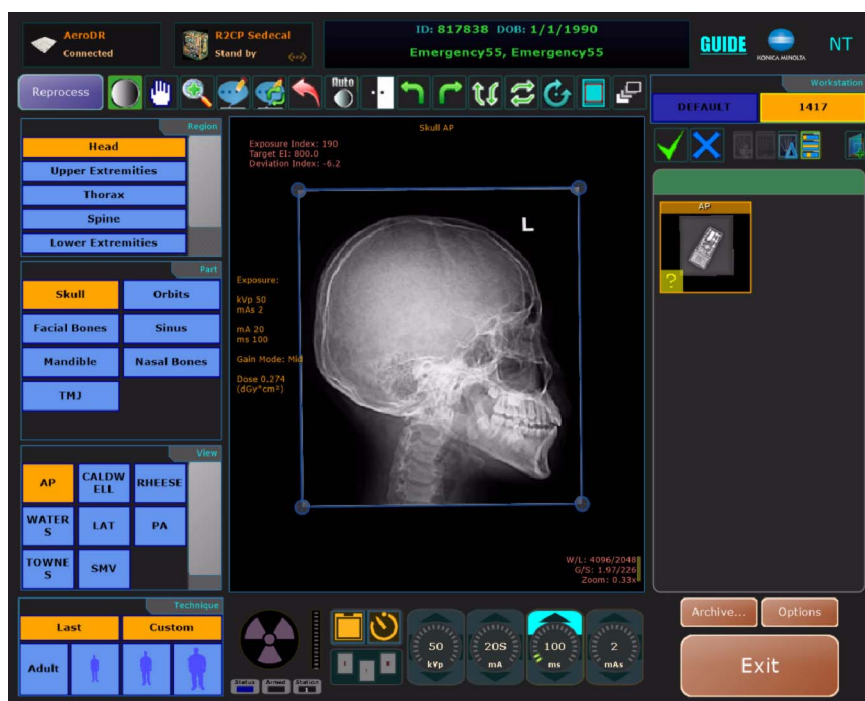 AeroDR
Connected
R2CP Sedecal
Stand by
ID: 817838 DOB: 1/1/1990
Emergency55, Emergency55
GUIDE
KONICA MINOLTA
NT
Reprocess
Auto
Workstation
DEFAULT
1417
Region
Head
Upper Extremities
Thorax
Spine
Lower Extremities
Part
Skull
Orbits
Facial Bones
Sinus
Mandible
Nasal Bones
TMJ
View
AP
CALDW
ELL
RHEESE
WATER
S
LAT
PA
TOWNE
S
SMV
Technique
Last
Custom
Adult
Skull AP
Exposure Index: 190
Target EI: 800.0
Deviation Index: -6.2
L
Exposure:
kVp 50
mAs 2
mA 20
ms 100
Gain Mode: Mid
Dose 0.274
(dGy*cm²)
W/L: 4096/2048
G/S: 1.97/226
Zoom: 0.33x
AP
?
Status
Armed
Station
1
50
kVp
20S
mA
100
ms
2
mAs
Archive...
Options
Exit